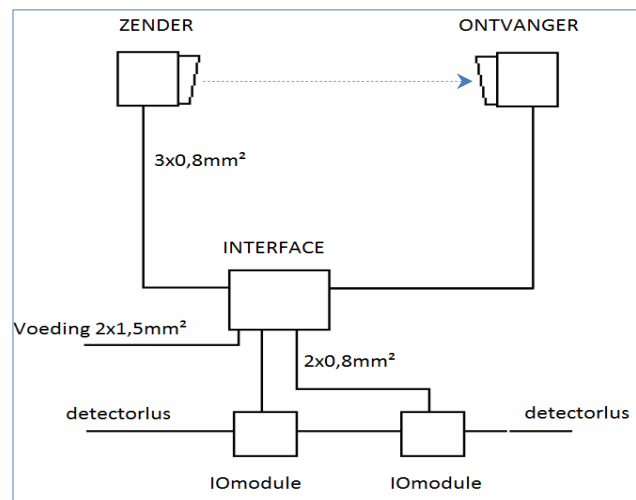 ZENDER
ONTVANGER
3x0,8mm²
INTERFACE
Voeding 2x1,5mm²
2x0,8mm²
detectorlus
detectorlus
IOmodule
IOmodule